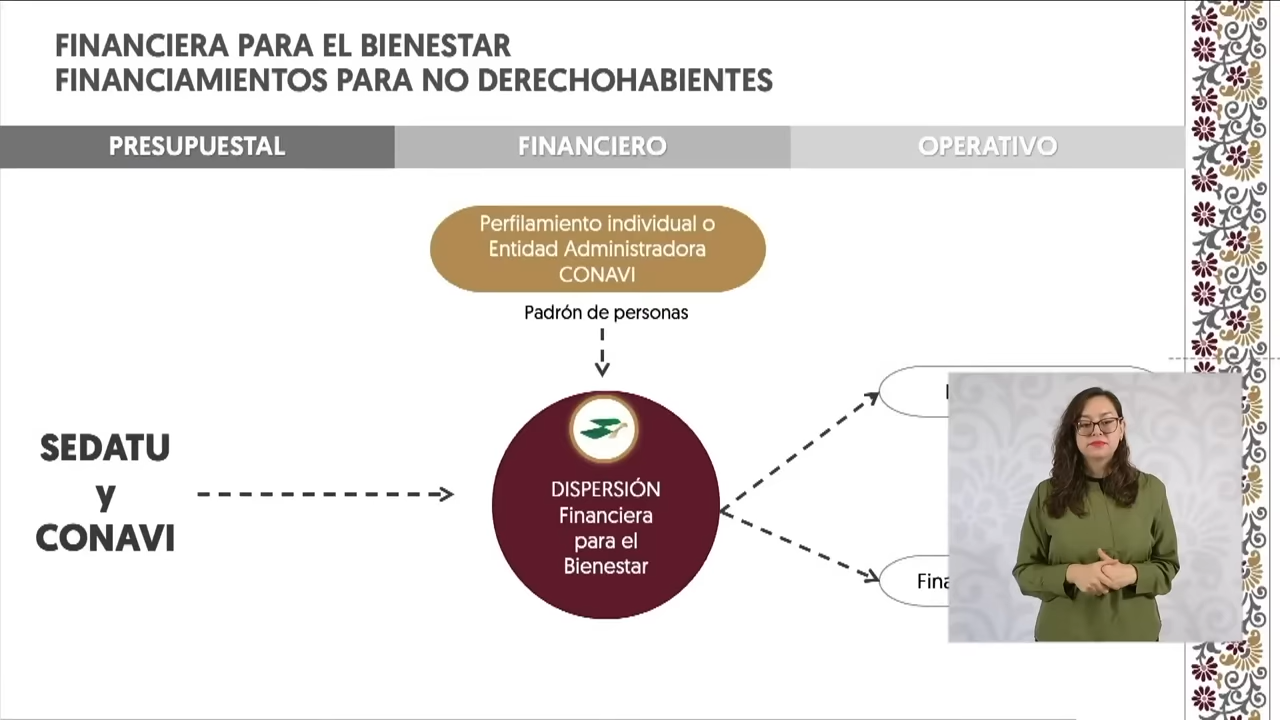 FINANCIERA PARA EL BIENESTAR
FINANCIAMIENTOS PARA NO DERECHOHABIENTES
PRESUPUESTAL
FINANCIERO
OPERATIVO
Perfilamiento individual o
Entidad Administradora
CONAVI
Padrón de personas
SEDATU
y
CONAVI
DISPERSIÓN
Financiera
para el
Bienestar